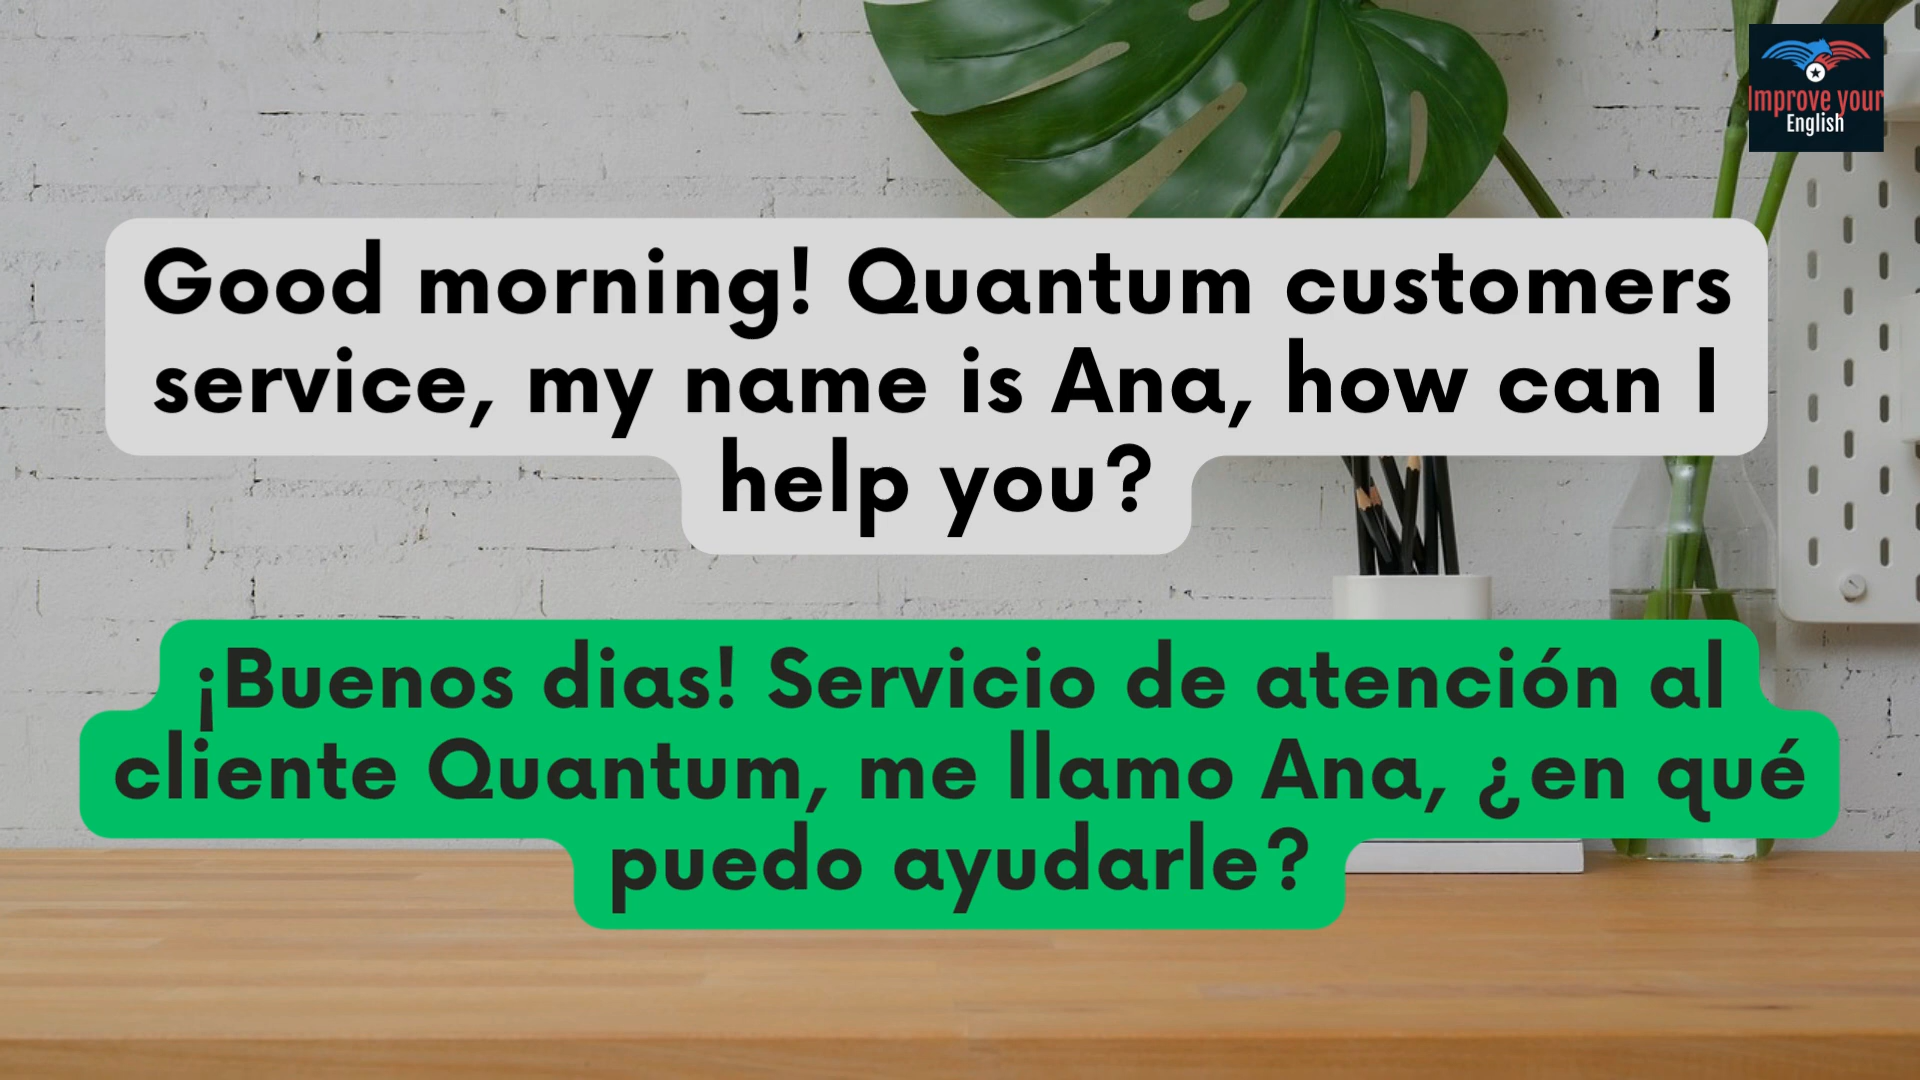 Improve your
English
Good morning! Quantum customers
service, my name is Ana, how can I
help you?
¡Buenos dias! Servicio de atención al
cliente Quantum, me llamo Ana, ¿en qué
puedo ayudarle?